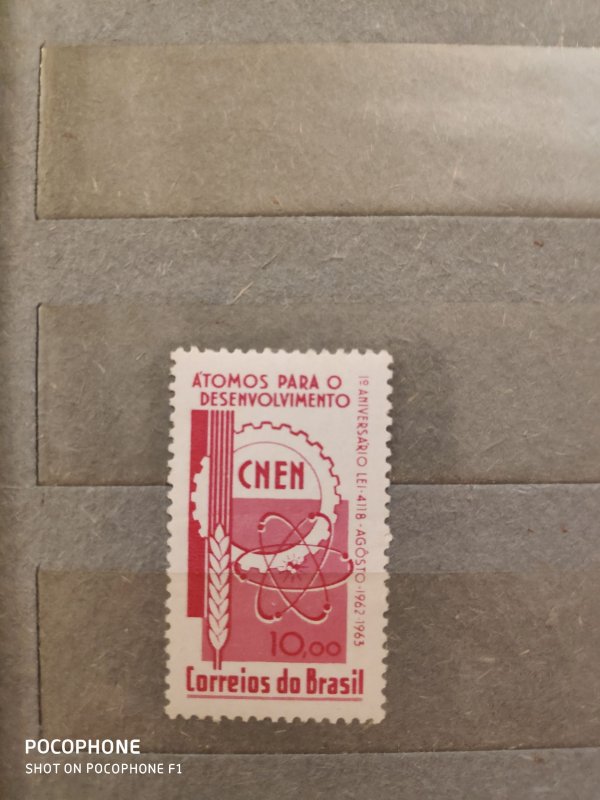 ÁTOMOS PARA O
DESENVOLVIMENTO
1º ANIVERSÁRIO LEI-4118-AGÔSTO-1962-1963
CNEN
10,00
Correios do Brasil
POCOPHONE
SHOT ON POCOPHONE F1